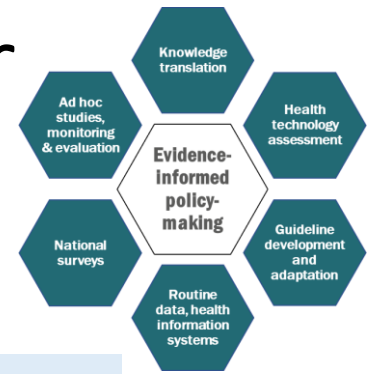 Knowledge
translation
Ad hoc
studies,
monitoring
& evaluation
Health
technology
assessment
Evidence-
informed
policy-
making
National
surveys
Guideline
development
and
adaptation
Routine
data, health
information
systems